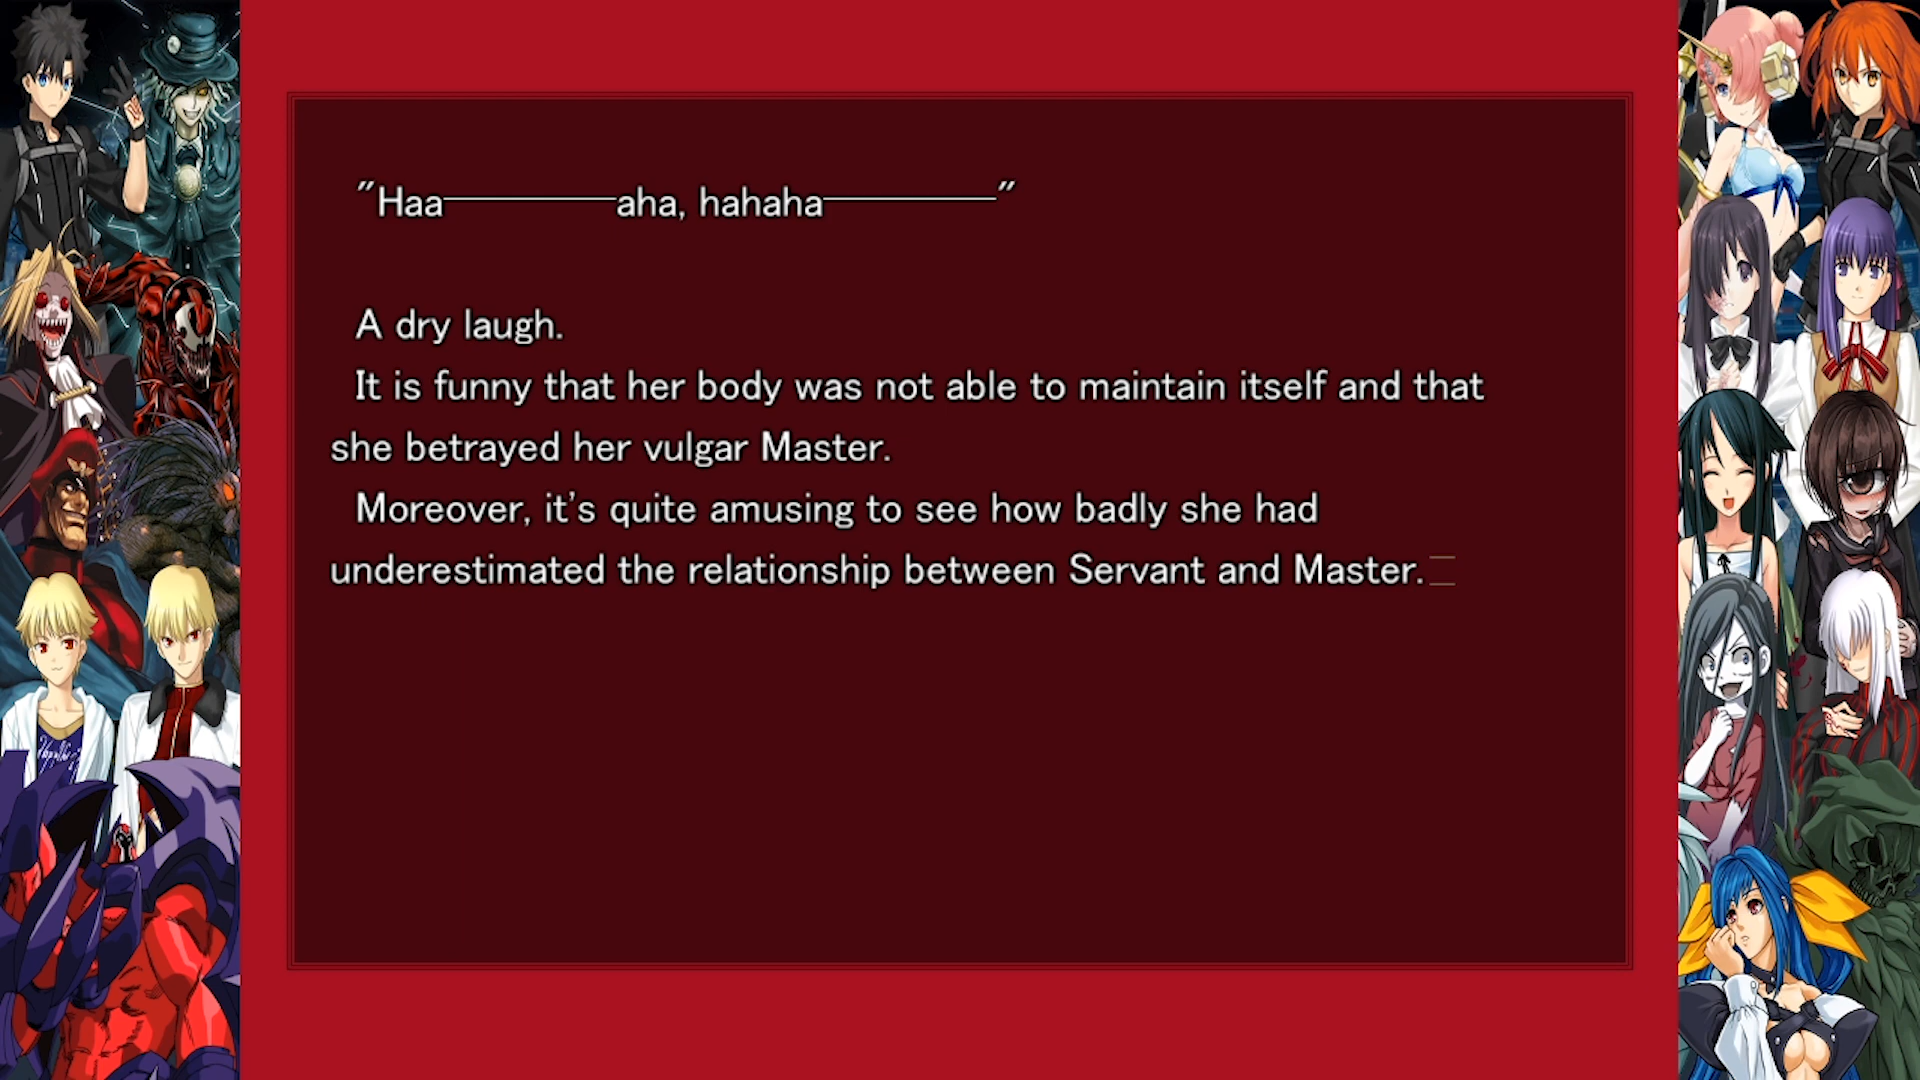 "Haa―――――aha, hahaha―――――"
A dry laugh.
It is funny that her body was not able to maintain itself and that
she betrayed her vulgar Master.
Moreover, it's quite amusing to see how badly she had
underestimated the relationship between Servant and Master.